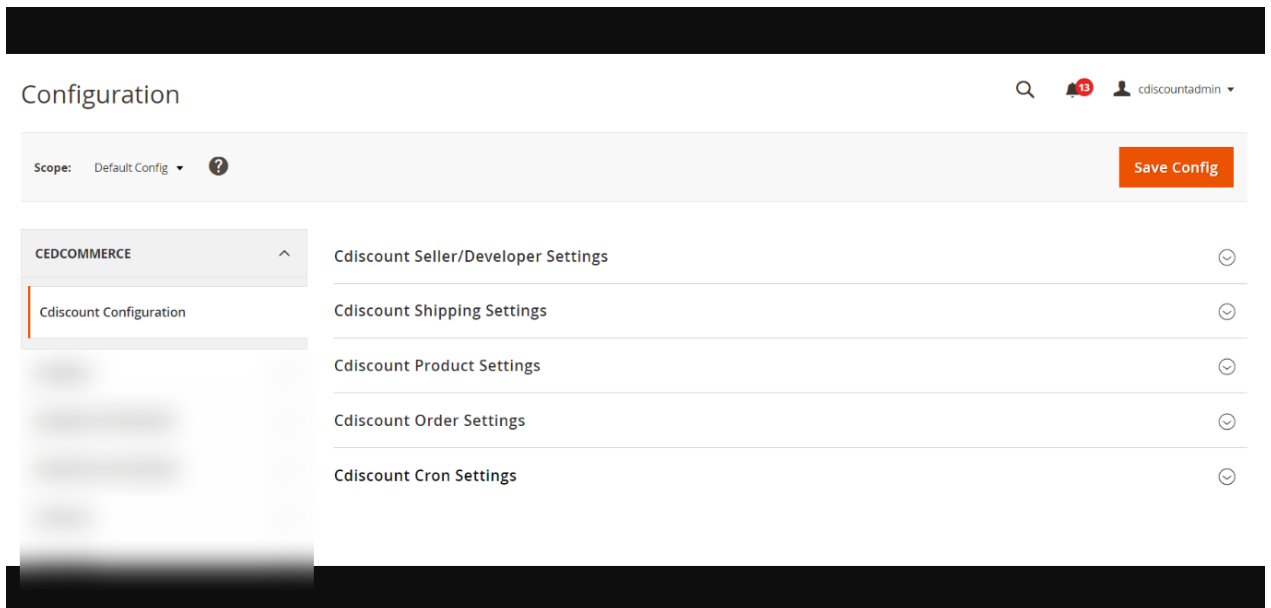 Configuration
13
cdiscountadmin
Scope: Default Config ?
Save Config
CEDCOMMERCE
Cdiscount Configuration
Cdiscount Seller/Developer Settings
Cdiscount Shipping Settings
Cdiscount Product Settings
Cdiscount Order Settings
Cdiscount Cron Settings